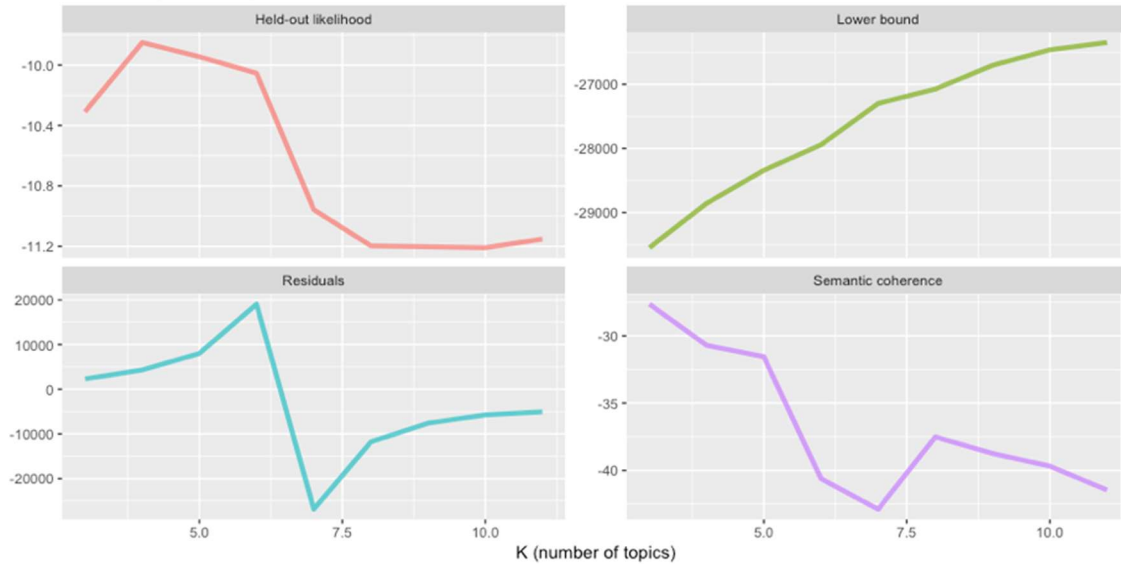 Held-out likelihood
Lower bound
-10.0
-10.4
-10.8
-11.2
-27000
-28000
-29000
Residuals
Semantic coherence
20000
10000
0
-10000
-20000
-30
-35
-40
5.0 7.5 10.0
5.0 7.5 10.0
K (number of topics)